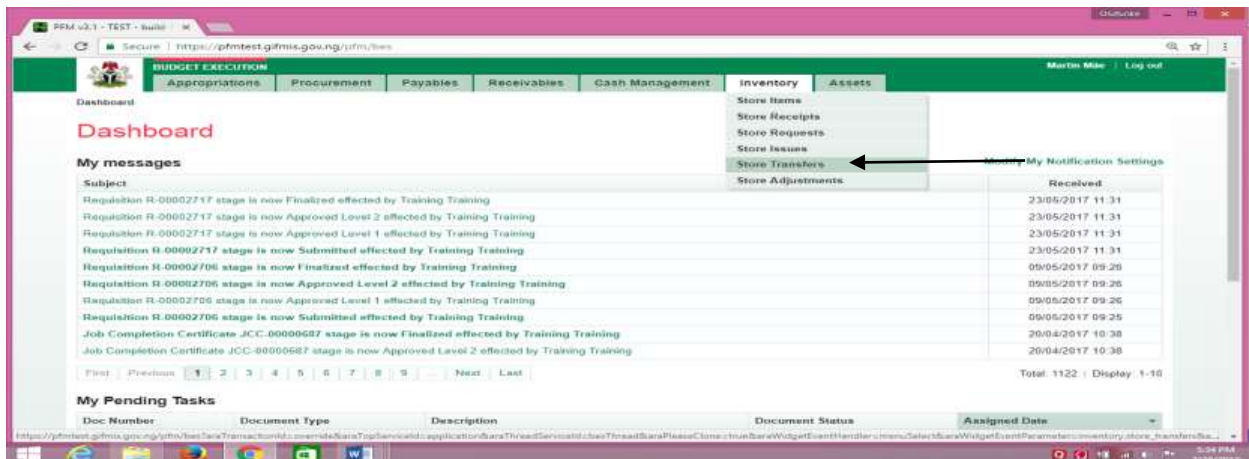 PFM v2.1 - TEST - Build
Secure | https://pfmtest.gifmis.gov.ng/pfm/bes
BUDGET EXECUTION
Martin Mae | Log out
Appropriations Procurement Payables Receivables Cash Management Inventory Assets
Dashboard
Store Items
Store Receipts
Dashboard
Store Requests
Store Issues
My messages
Store Transfers
Modify My Notification Settings
Store Adjustments
Subject Received
Requisition R-00002717 stage is now Finalized effected by Training Training 23/05/2017 11:31
Requisition R-00002717 stage is now Approved Level 2 effected by Training Training 23/05/2017 11:31
Requisition R-00002717 stage is now Approved Level 1 effected by Training Training 23/05/2017 11:31
Requisition R-00002717 stage is now Submitted effected by Training Training 23/05/2017 11:31
Requisition R-00002706 stage is now Finalized effected by Training Training 09/05/2017 09:26
Requisition R-00002706 stage is now Approved Level 2 effected by Training Training 09/05/2017 09:26
Requisition R-00002706 stage is now Approved Level 1 effected by Training Training 09/05/2017 09:26
Requisition R-00002706 stage is now Submitted effected by Training Training 09/05/2017 09:25
Job Completion Certificate JCC-00000687 stage is now Finalized effected by Training Training 20/04/2017 10:38
Job Completion Certificate JCC-00000687 stage is now Approved Level 2 effected by Training Training 20/04/2017 10:38
First Previous 1 2 3 4 5 6 7 8 9 ... Next Last Total: 1122 | Display: 1-10
My Pending Tasks
Doc Number Document Type Description Document Status Assigned Date
5:34 PM